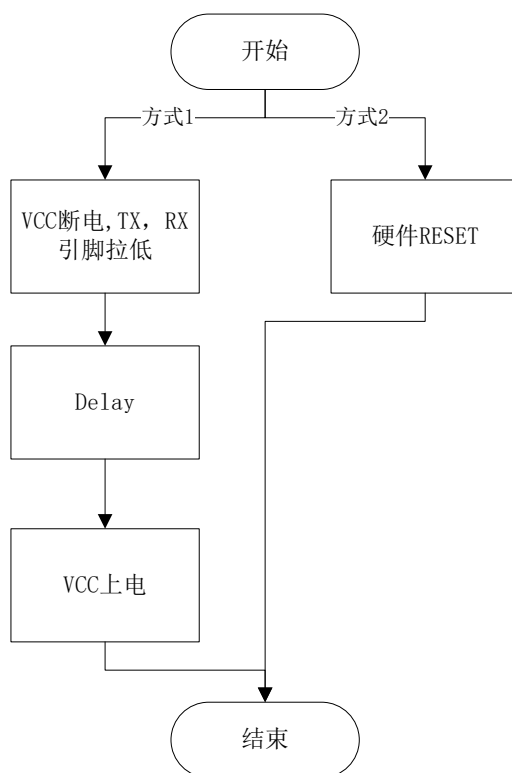 开始
方式1
方式2
VCC断电,TX，RX
引脚拉低
硬件RESET
Delay
VCC上电
结束